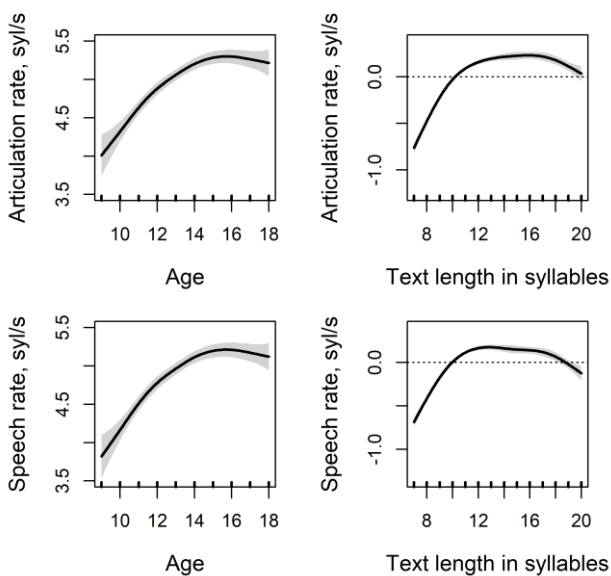 Articulation rate, syl/s
5.5
4.5
3.5
10 12 14 16 18
Age
Articulation rate, syl/s
0.0
-1.0
8 12 16 20
Text length in syllables
Speech rate, syl/s
5.5
4.5
3.5
10 12 14 16 18
Age
Speech rate, syl/s
0.0
-1.0
8 12 16 20
Text length in syllables